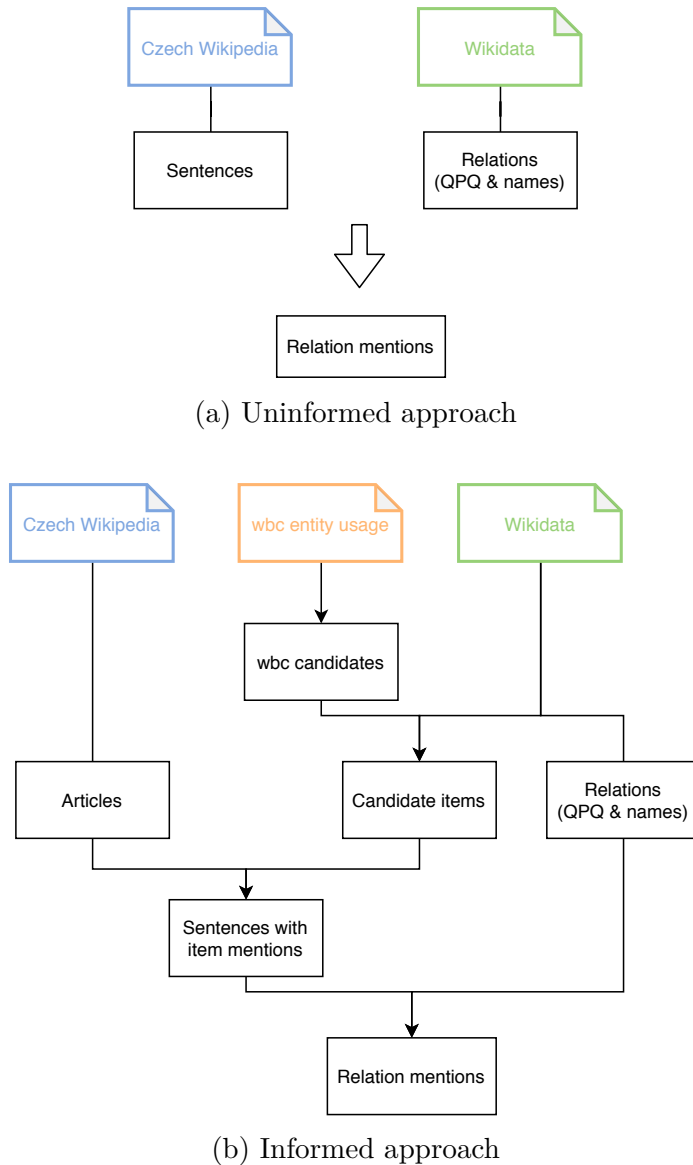 Czech Wikipedia
Wikidata
Sentences
Relations
(QPQ & names)
Relation mentions
(a) Uninformed approach
Czech Wikipedia
wbc entity usage
Wikidata
wbc candidates
Articles
Candidate items
Relations
(QPQ & names)
Sentences with
item mentions
Relation mentions
(b) Informed approach